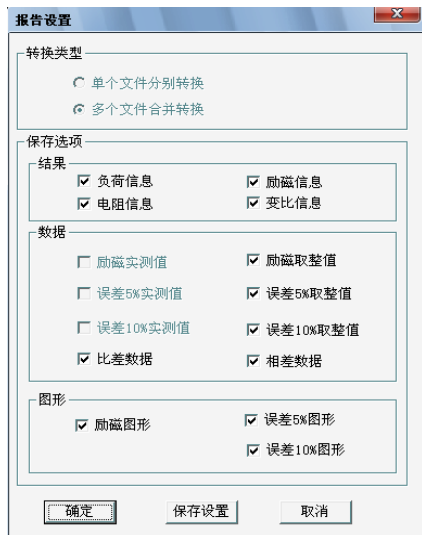 报告设置
转换类型
单个文件分别转换
多个文件合并转换
保存选项
结果
负荷信息 励磁信息
电阻信息 变比信息
数据
励磁实测值 励磁取整值
误差5%实测值 误差5%取整值
误差10%实测值 误差10%取整值
比差数据 相差数据
图形
励磁图形 误差5%图形
误差10%图形
确定 保存设置 取消